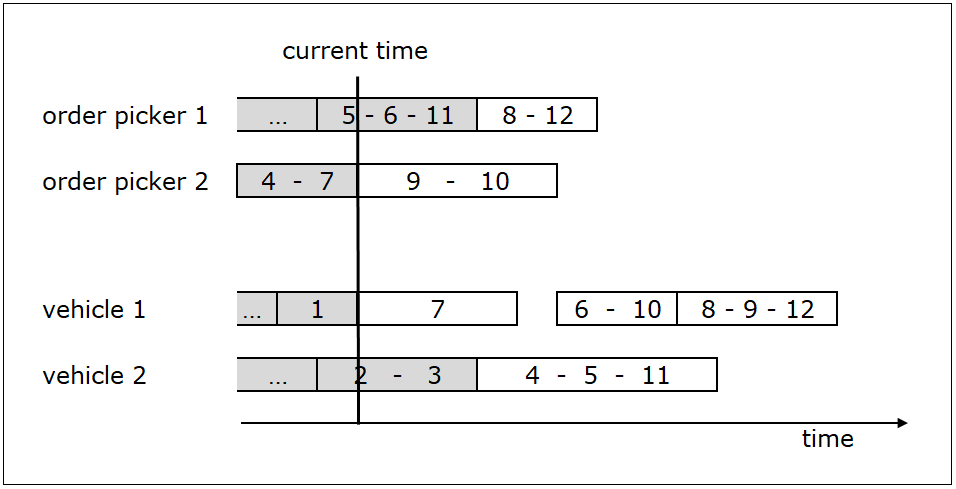 current time
order picker 1 ... 5 - 6 - 11 8 - 12
order picker 2 4 - 7 9 - 10
vehicle 1 ... 1 7 6 - 10 8 - 9 - 12
vehicle 2 ... 2 - 3 4 - 5 - 11
time